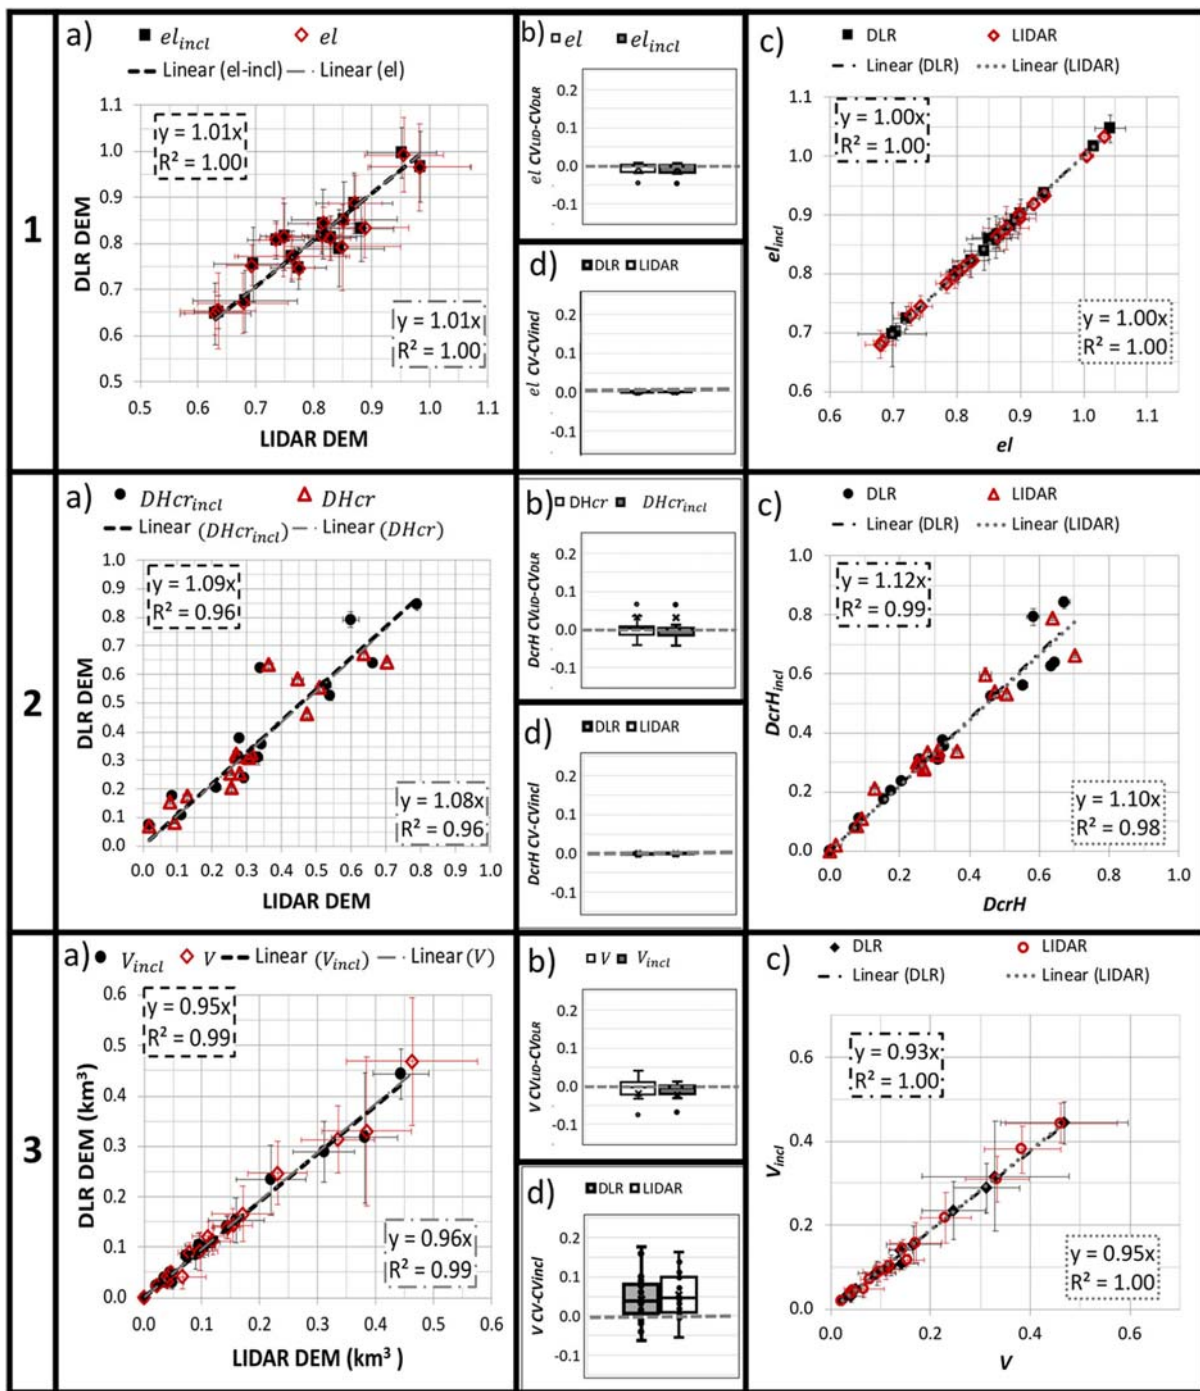 1
a)
■ el_incl ◇ el
Linear (el-incl) Linear (el)
y = 1.01x
R² = 1.00
y = 1.01x
R² = 1.00
DLR DEM
1.1
1.0
0.9
0.8
0.7
0.6
0.5
0.5 0.6 0.7 0.8 0.9 1.0 1.1
LIDAR DEM
b)
el el_incl
el CV_LID-CV_DLR
0.2
0.1
0.0
-0.1
d)
DLR LIDAR
el CV-CVincl
0.2
0.1
0.0
-0.1
c)
DLR LIDAR
Linear (DLR) Linear (LIDAR)
y = 1.00x
R² = 1.00
y = 1.00x
R² = 1.00
el_incl
1.1
1.0
0.9
0.8
0.7
0.6
0.6 0.7 0.8 0.9 1.0 1.1
el
2
a)
DHcr_incl DHcr
Linear (DHcr_incl) Linear (DHcr)
y = 1.09x
R² = 0.96
y = 1.08x
R² = 0.96
DLR DEM
1.0
0.9
0.8
0.7
0.6
0.5
0.4
0.3
0.2
0.1
0.0
0.0 0.1 0.2 0.3 0.4 0.5 0.6 0.7 0.8 0.9 1.0
LIDAR DEM
b)
DHcr DHcr_incl
DcrH CV_LID-CV_DLR
0.2
0.1
0.0
-0.1
d)
DLR LIDAR
DcrH CV-CVincl
0.2
0.1
0.0
-0.1
c)
DLR LIDAR
Linear (DLR) Linear (LIDAR)
y = 1.12x
R² = 0.99
y = 1.10x
R² = 0.98
DcrH_incl
1.0
0.8
0.6
0.4
0.2
0.0
0.0 0.2 0.4 0.6 0.8 1.0
DcrH
3
a)
V_incl V Linear (V_incl) Linear (V)
y = 0.95x
R² = 0.99
y = 0.96x
R² = 0.99
DLR DEM (km³)
0.6
0.5
0.4
0.3
0.2
0.1
0.0
0.0 0.1 0.2 0.3 0.4 0.5 0.6
LIDAR DEM (km³ )
b)
V V_incl
V CV_LID-CV_DLR
0.2
0.1
0.0
-0.1
d)
DLR LIDAR
V CV-CVincl
0.2
0.1
0.0
-0.1
c)
DLR LIDAR
Linear (DLR) Linear (LIDAR)
y = 0.93x
R² = 1.00
y = 0.95x
R² = 1.00
V_incl
0.6
0.4
0.2
0.0
0.0 0.2 0.4 0.6
V